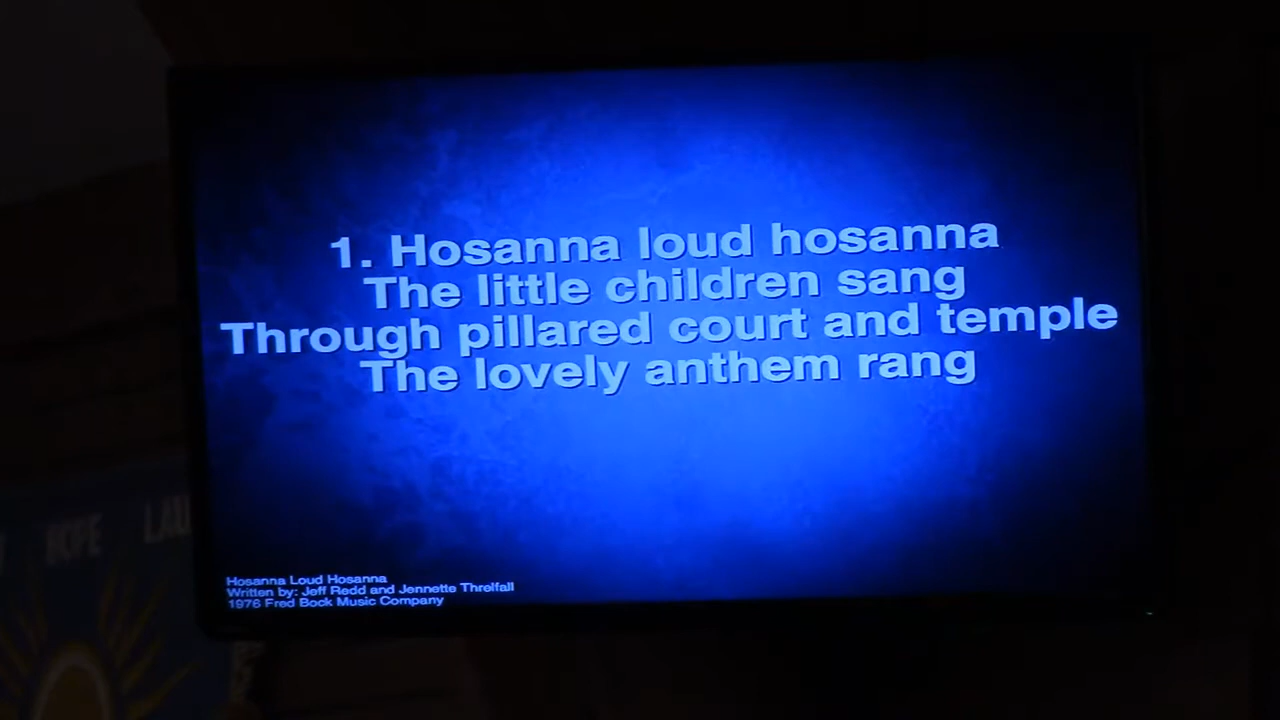 1. Hosanna loud hosanna
The little children sang
Through pillared court and temple
The lovely anthem rang
Hosanna Loud Hosanna
Written by: Jeff Redd and Jennette Threlfall
1976 Fred Bock Music Company
HOPE